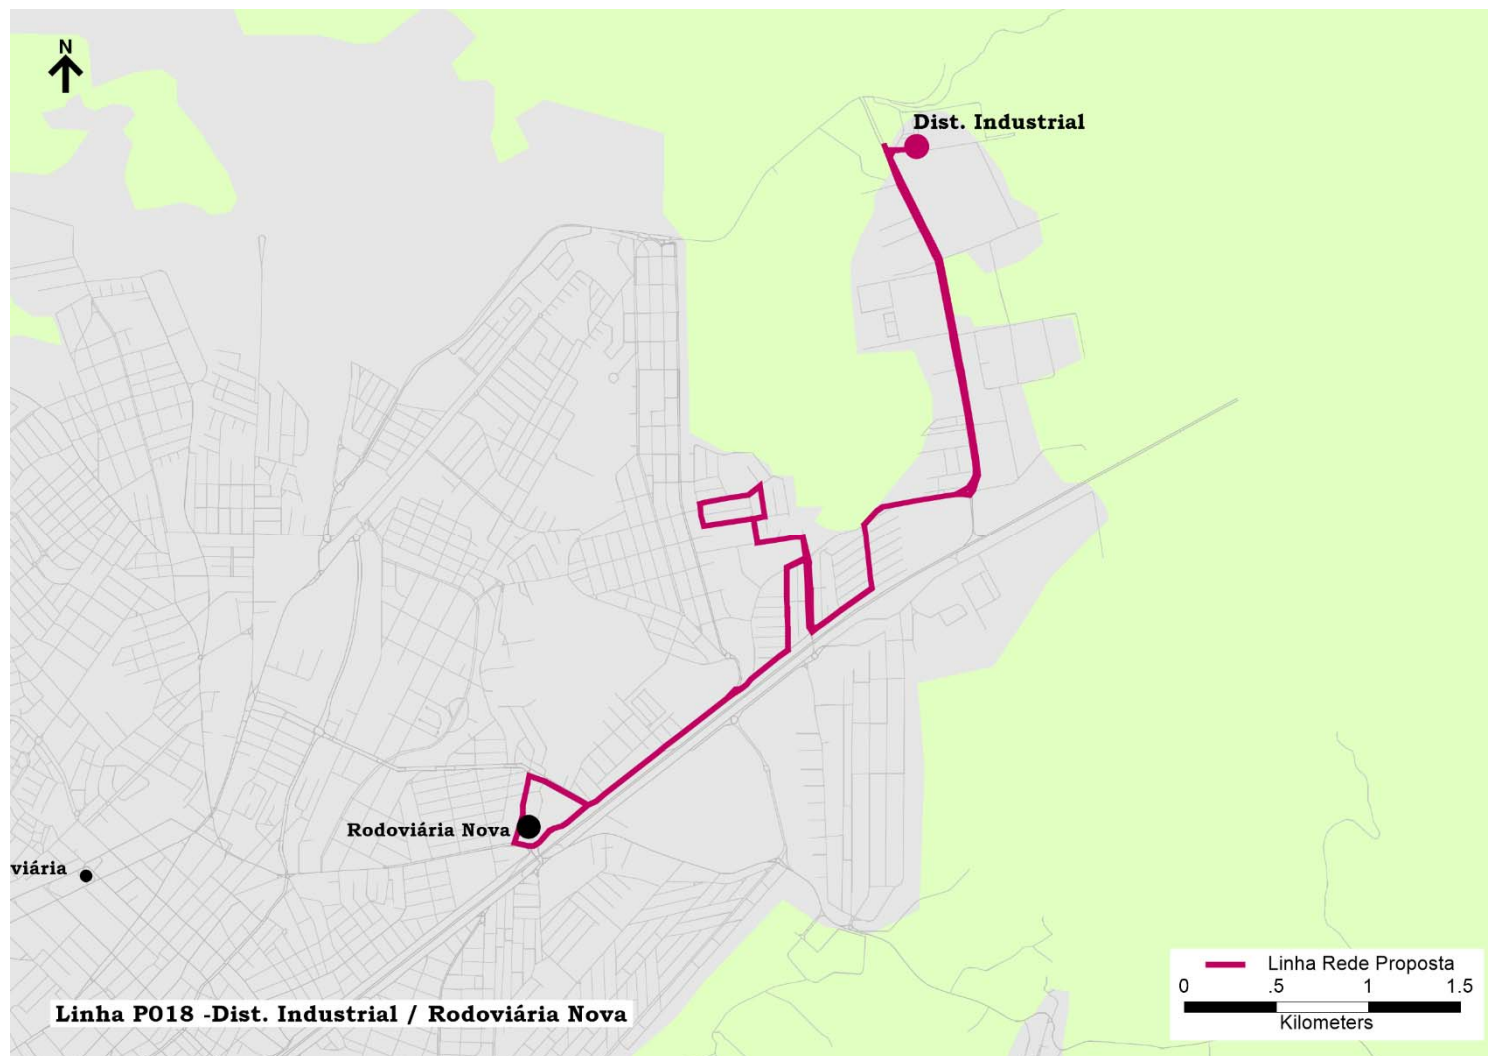 N
Dist. Industrial
Rodoviária Nova
viária
Linha P018 -Dist. Industrial / Rodoviária Nova
Linha Rede Proposta
0 .5 1 1.5
Kilometers